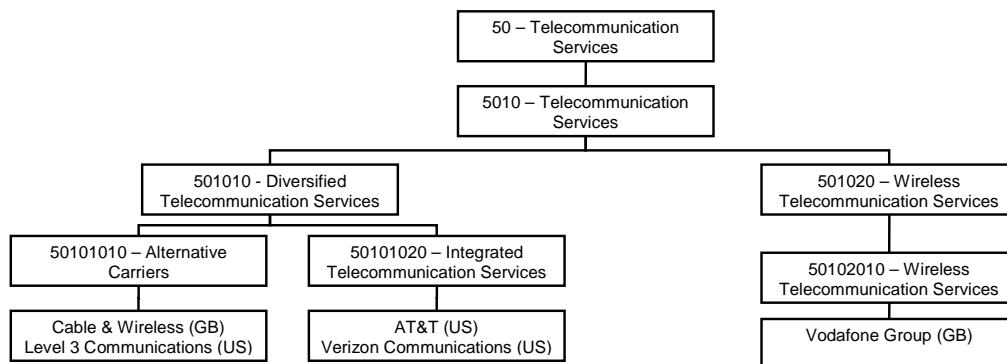 50 – Telecommunication
Services
5010 – Telecommunication
Services
501010 - Diversified
Telecommunication Services
501020 – Wireless
Telecommunication Services
50101010 – Alternative
Carriers
50101020 – Integrated
Telecommunication Services
50102010 – Wireless
Telecommunication Services
Cable & Wireless (GB)
Level 3 Communications (US)
AT&T (US)
Verizon Communications (US)
Vodafone Group (GB)